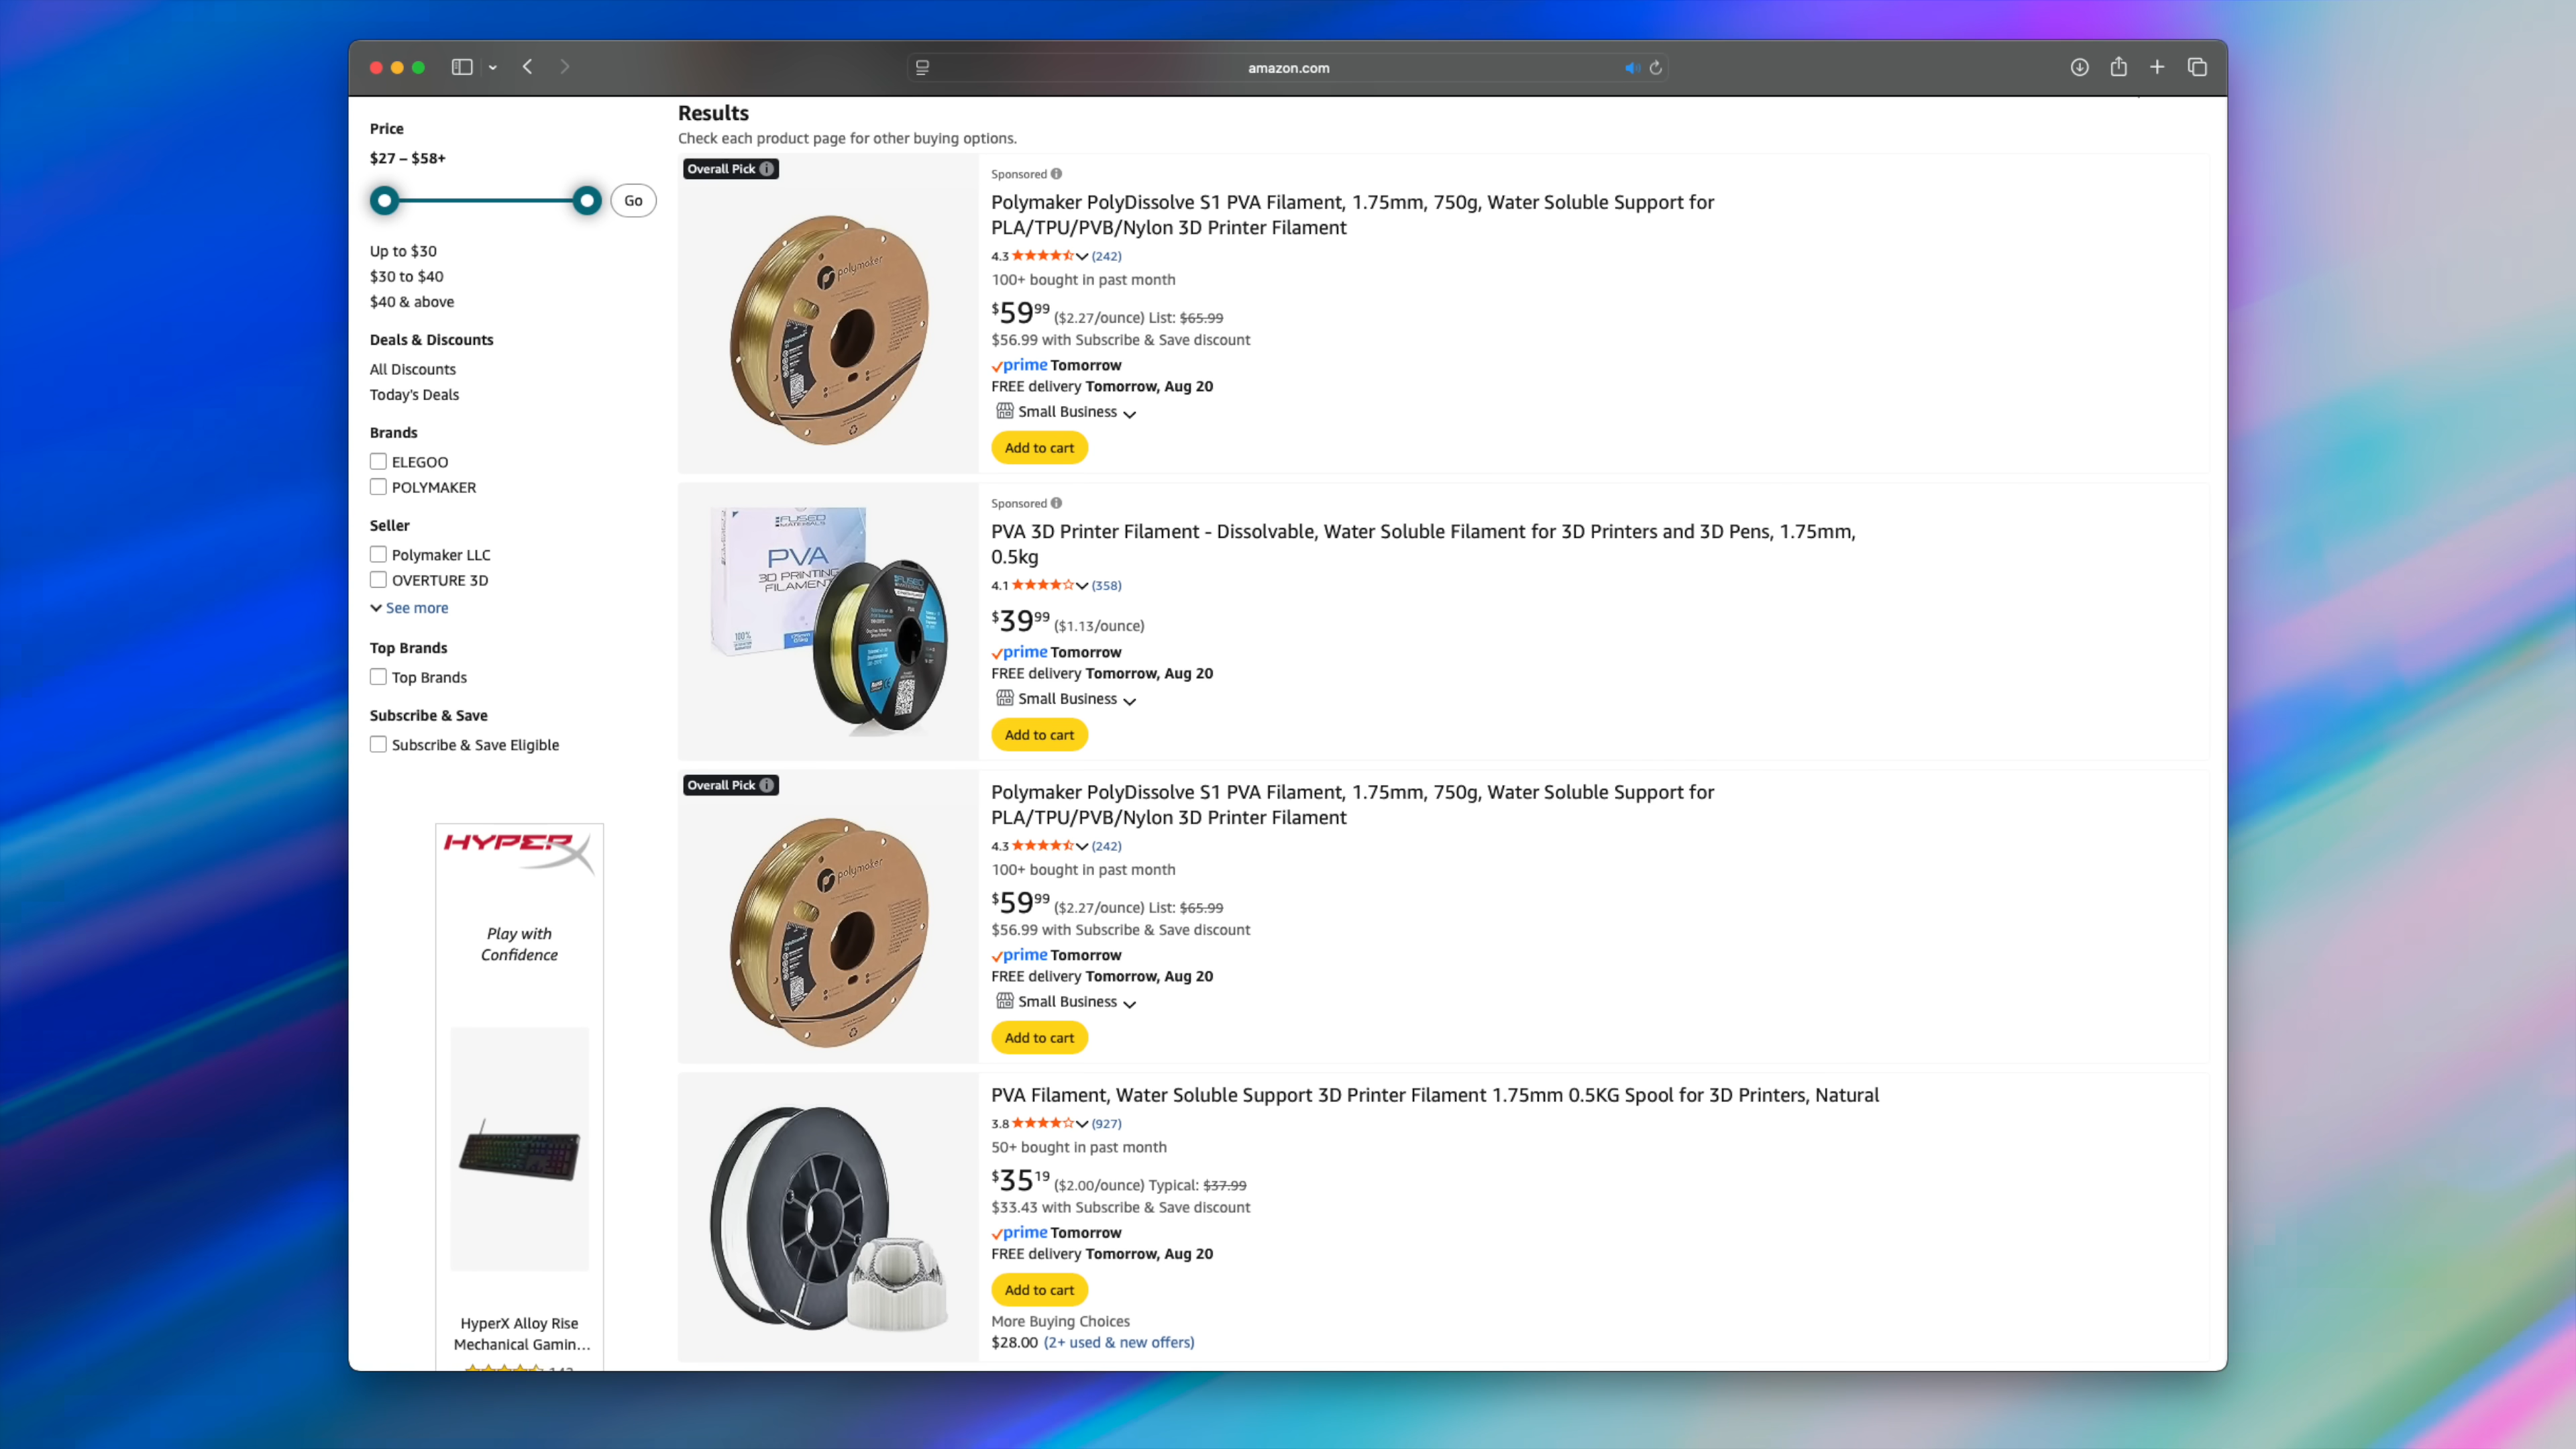 amazon.com
Price
$27 – $58+
Go
Up to $30
$30 to $40
$40 & above
Deals & Discounts
All Discounts
Today's Deals
Brands
ELEGOO
POLYMAKER
Seller
Polymaker LLC
OVERTURE 3D
See more
Top Brands
Top Brands
Subscribe & Save
Subscribe & Save Eligible
HYPERX
Play with
Confidence
HyperX Alloy Rise
Mechanical Gamin...
Results
Check each product page for other buying options.
Overall Pick
polymaker
Sponsored
Polymaker PolyDissolve S1 PVA Filament, 1.75mm, 750g, Water Soluble Support for
PLA/TPU/PVB/Nylon 3D Printer Filament
4.3 (242)
100+ bought in past month
$59.99 ($2.27/ounce) List: $65.99
$56.99 with Subscribe & Save discount
prime Tomorrow
FREE delivery Tomorrow, Aug 20
Small Business
Add to cart
FUSED
MATERIALS
PVA
3D PRINTING
FILAMENT
100%
FUSED
Sponsored
PVA 3D Printer Filament - Dissolvable, Water Soluble Filament for 3D Printers and 3D Pens, 1.75mm,
0.5kg
4.1 (358)
$39.99 ($1.13/ounce)
prime Tomorrow
FREE delivery Tomorrow, Aug 20
Small Business
Add to cart
Overall Pick
polymaker
Polymaker PolyDissolve S1 PVA Filament, 1.75mm, 750g, Water Soluble Support for
PLA/TPU/PVB/Nylon 3D Printer Filament
4.3 (242)
100+ bought in past month
$59.99 ($2.27/ounce) List: $65.99
$56.99 with Subscribe & Save discount
prime Tomorrow
FREE delivery Tomorrow, Aug 20
Small Business
Add to cart
PVA Filament, Water Soluble Support 3D Printer Filament 1.75mm 0.5KG Spool for 3D Printers, Natural
3.8 (927)
50+ bought in past month
$35.19 ($2.00/ounce) Typical: $37.99
$33.43 with Subscribe & Save discount
prime Tomorrow
FREE delivery Tomorrow, Aug 20
Add to cart
More Buying Choices
$28.00 (2+ used & new offers)